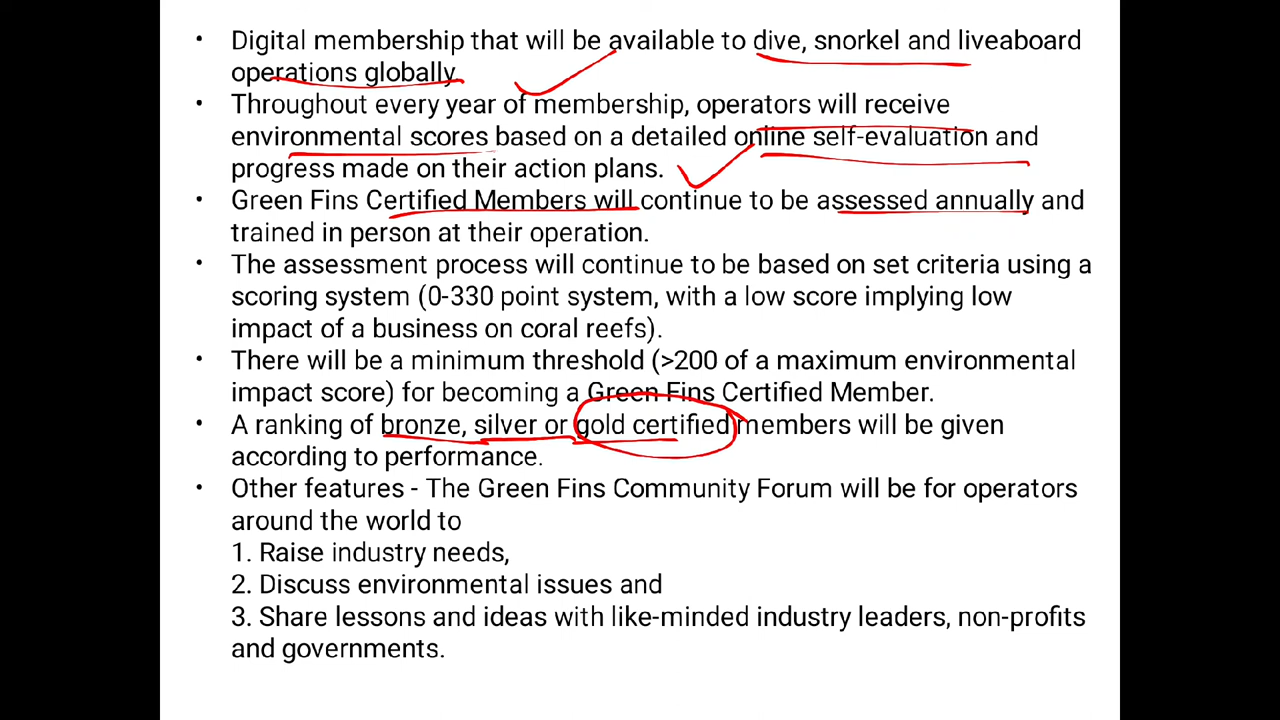 • Digital membership that will be available to dive, snorkel and liveaboard
operations globally.
• Throughout every year of membership, operators will receive
environmental scores based on a detailed online self-evaluation and
progress made on their action plans.
• Green Fins Certified Members will continue to be assessed annually and
trained in person at their operation.
• The assessment process will continue to be based on set criteria using a
scoring system (0-330 point system, with a low score implying low
impact of a business on coral reefs).
• There will be a minimum threshold (>200 of a maximum environmental
impact score) for becoming a Green Fins Certified Member.
• A ranking of bronze, silver or gold certified members will be given
according to performance.
• Other features - The Green Fins Community Forum will be for operators
around the world to
1. Raise industry needs,
2. Discuss environmental issues and
3. Share lessons and ideas with like-minded industry leaders, non-profits
and governments.